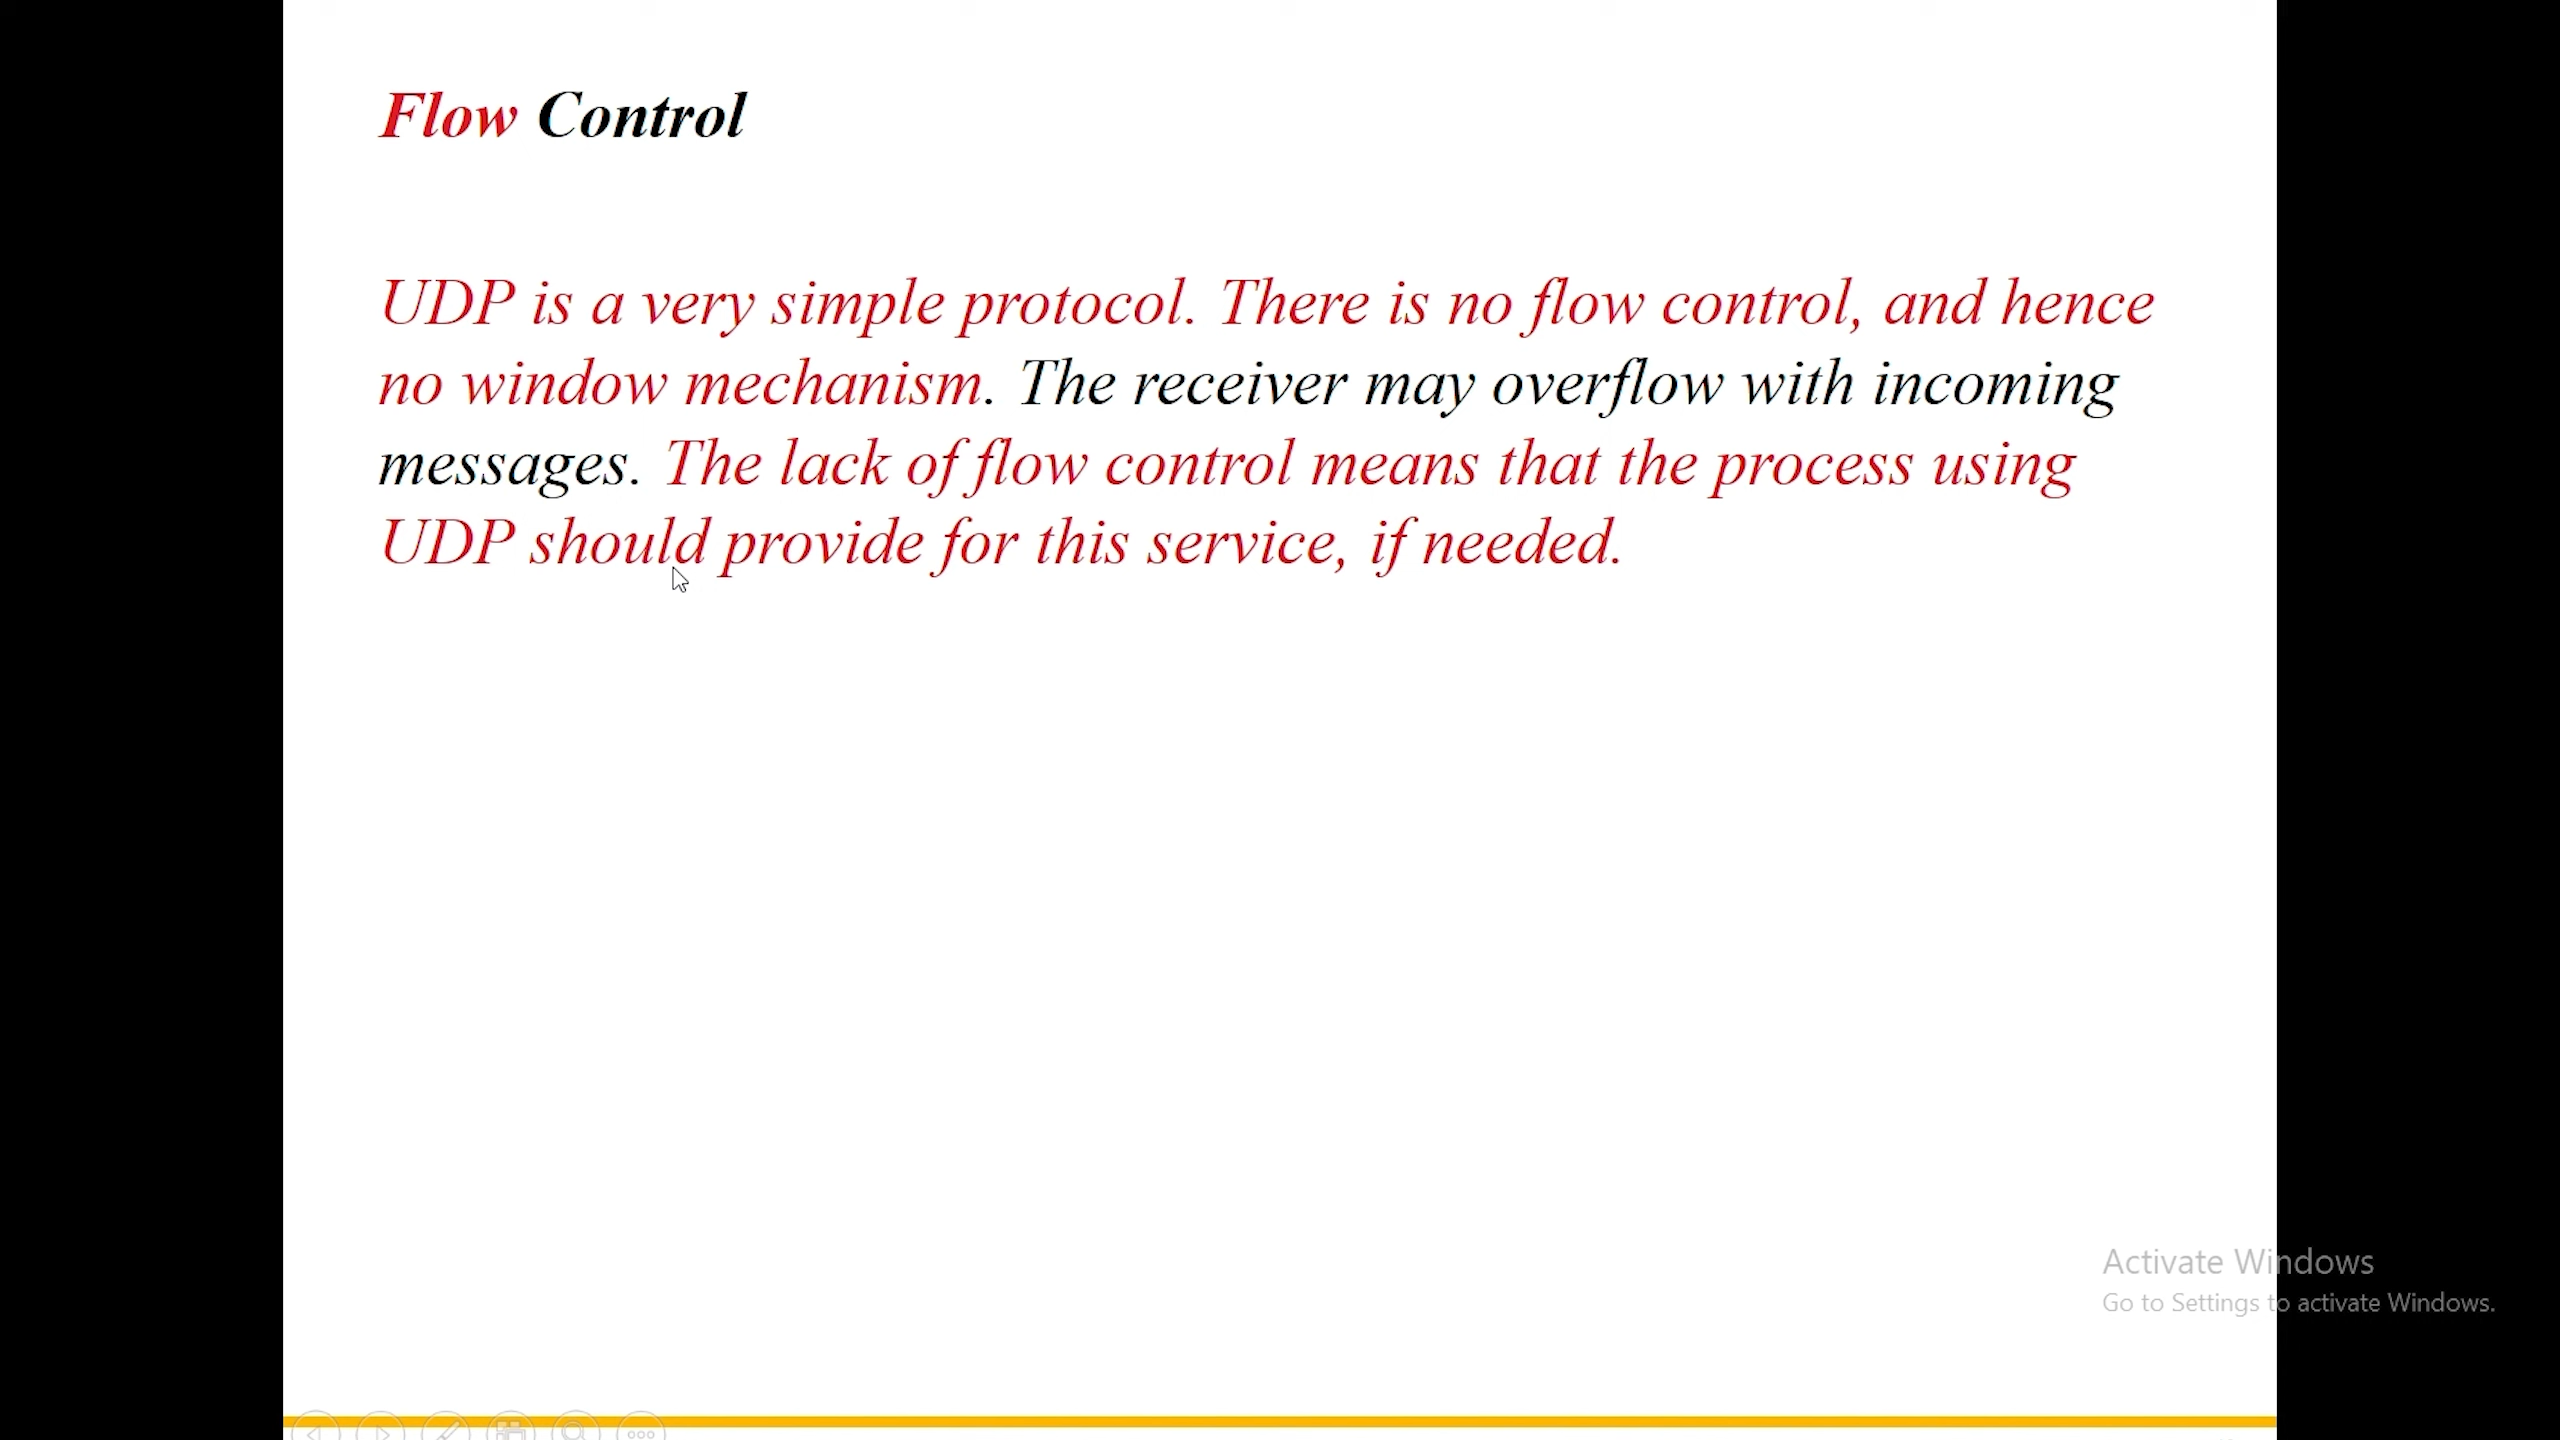 Flow Control
UDP is a very simple protocol. There is no flow control, and hence
no window mechanism. The receiver may overflow with incoming
messages. The lack of flow control means that the process using
UDP should provide for this service, if needed.
Activate Windows
Go to Settings to activate Windows.